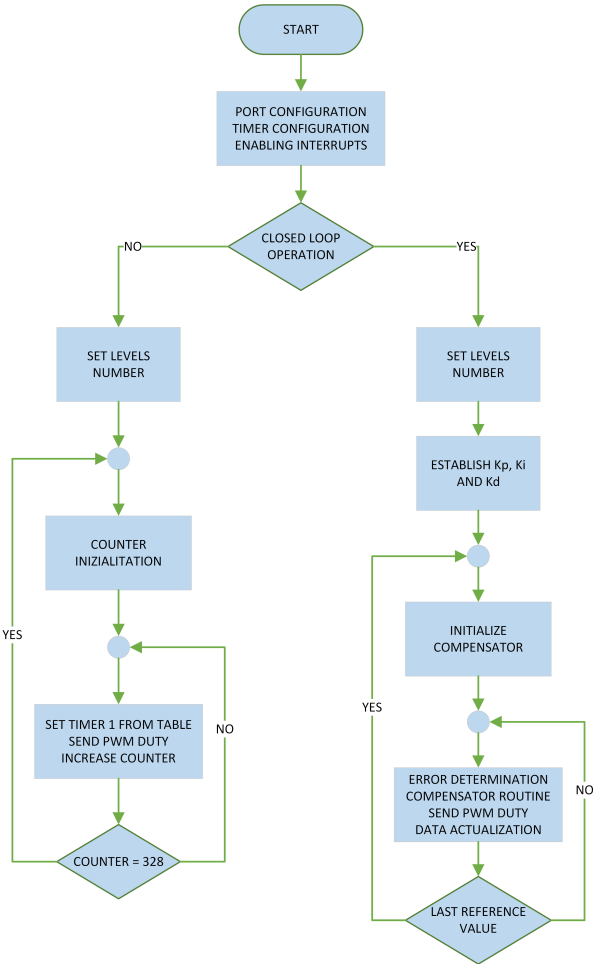 START
PORT CONFIGURATION
TIMER CONFIGURATION
ENABLING INTERRUPTS
CLOSED LOOP
OPERATION
NO
YES
SET LEVELS
NUMBER
SET LEVELS
NUMBER
ESTABLISH Kp, Ki
AND Kd
COUNTER
INIZIALITATION
INITIALIZE
COMPENSATOR
YES
SET TIMER 1 FROM TABLE
SEND PWM DUTY
INCREASE COUNTER
NO
YES
ERROR DETERMINATION
COMPENSATOR ROUTINE
SEND PWM DUTY
DATA ACTUALIZATION
NO
COUNTER = 328
LAST REFERENCE
VALUE